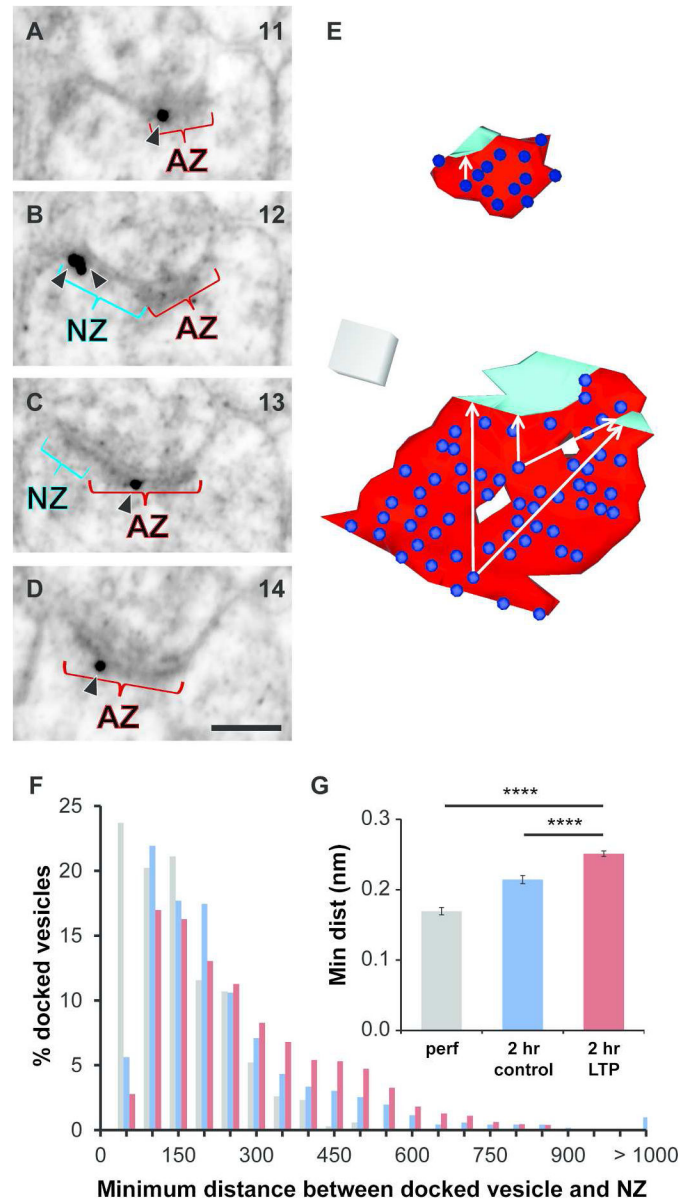 A 11
AZ
B 12
NZ AZ
C 13
NZ AZ
D 14
AZ
E
F
25
20
15
10
5
0
% docked vesicles
0 150 300 450 600 750 900 > 1000
Minimum distance between docked vesicle and NZ
G
****
****
0.3
0.2
0.1
0.0
Min dist (nm)
perf 2 hr 2 hr
control LTP